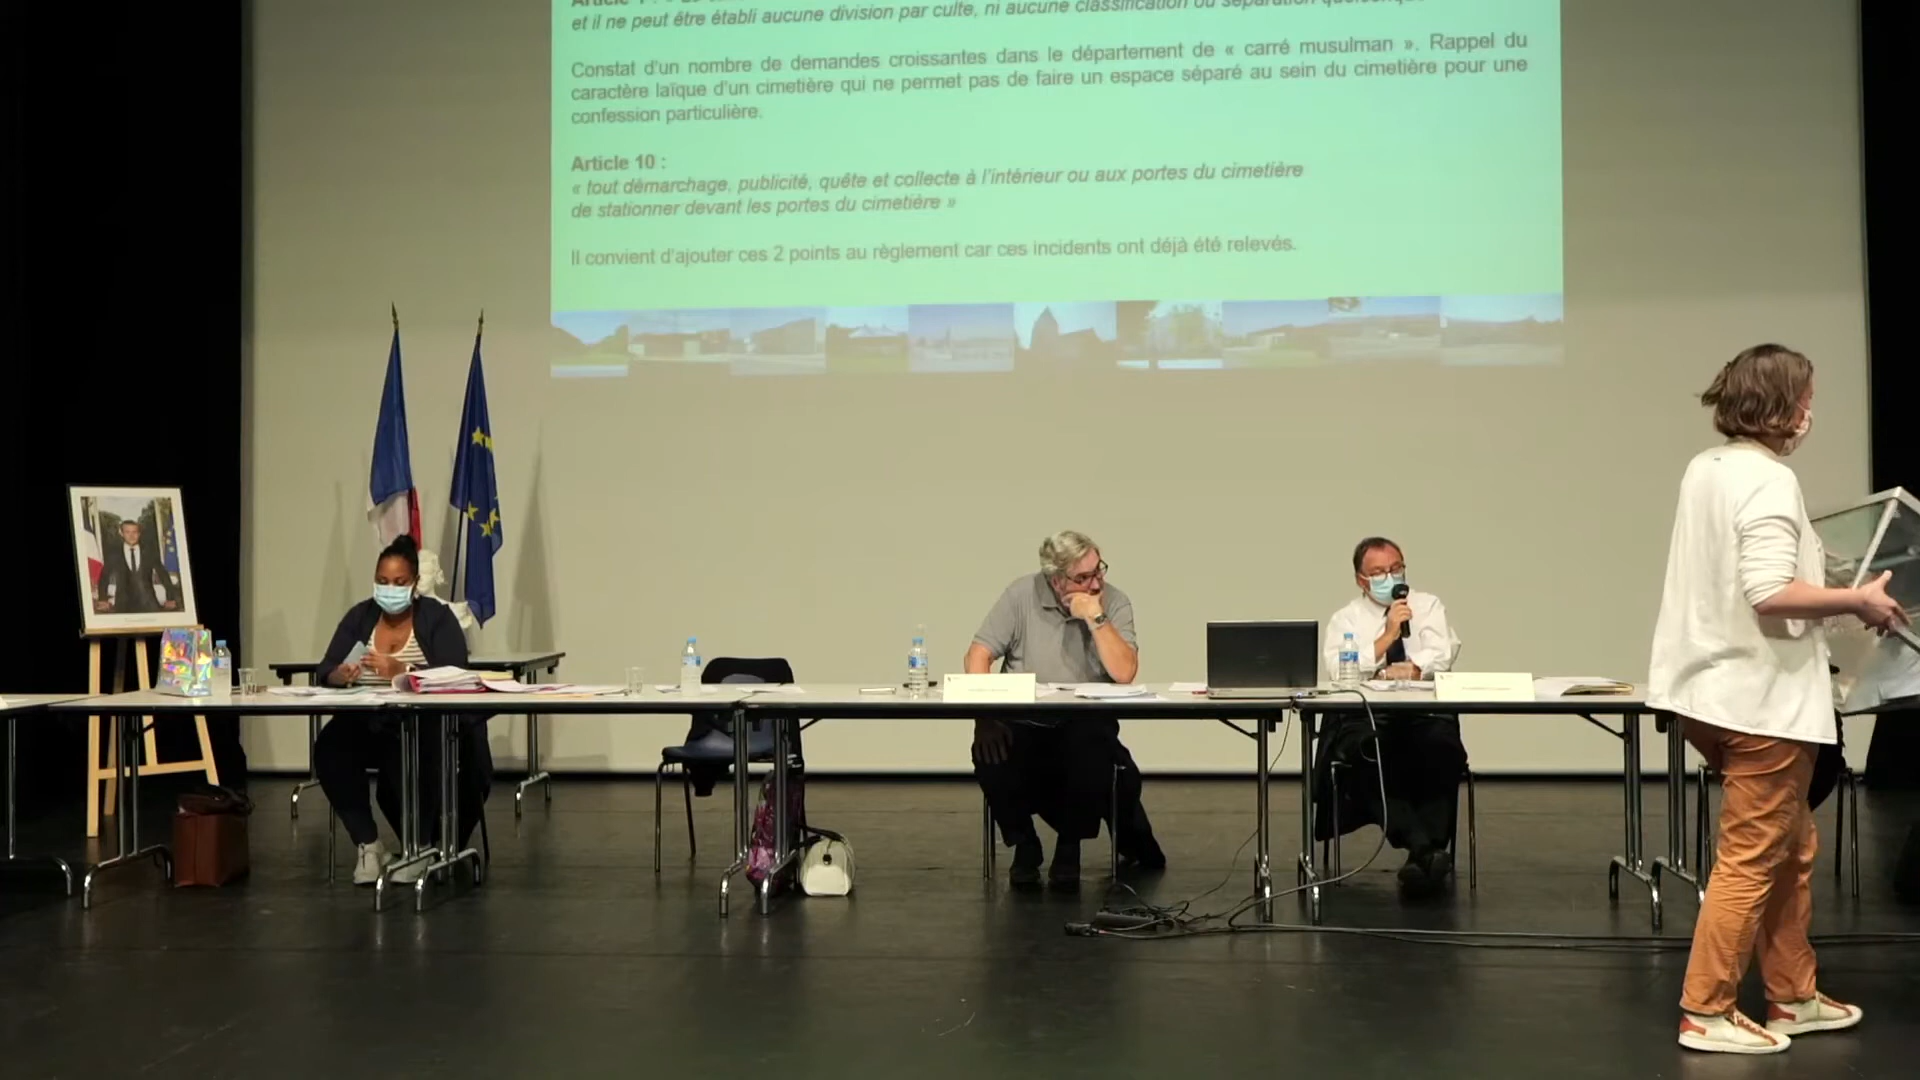 et il ne peut être établi aucune division par culte, ni aucune classification ou séparation
Constat d'un nombre de demandes croissantes dans le département de « carré musulman ». Rappel du
caractère laïque d'un cimetière qui ne permet pas de faire un espace séparé au sein du cimetière pour une
confession particulière.
Article 10 :
« tout démarchage, publicité, quête et collecte à l'intérieur ou aux portes du cimetière
de stationner devant les portes du cimetière »
Il convient d'ajouter ces 2 points au règlement car ces incidents ont déjà été relevés.